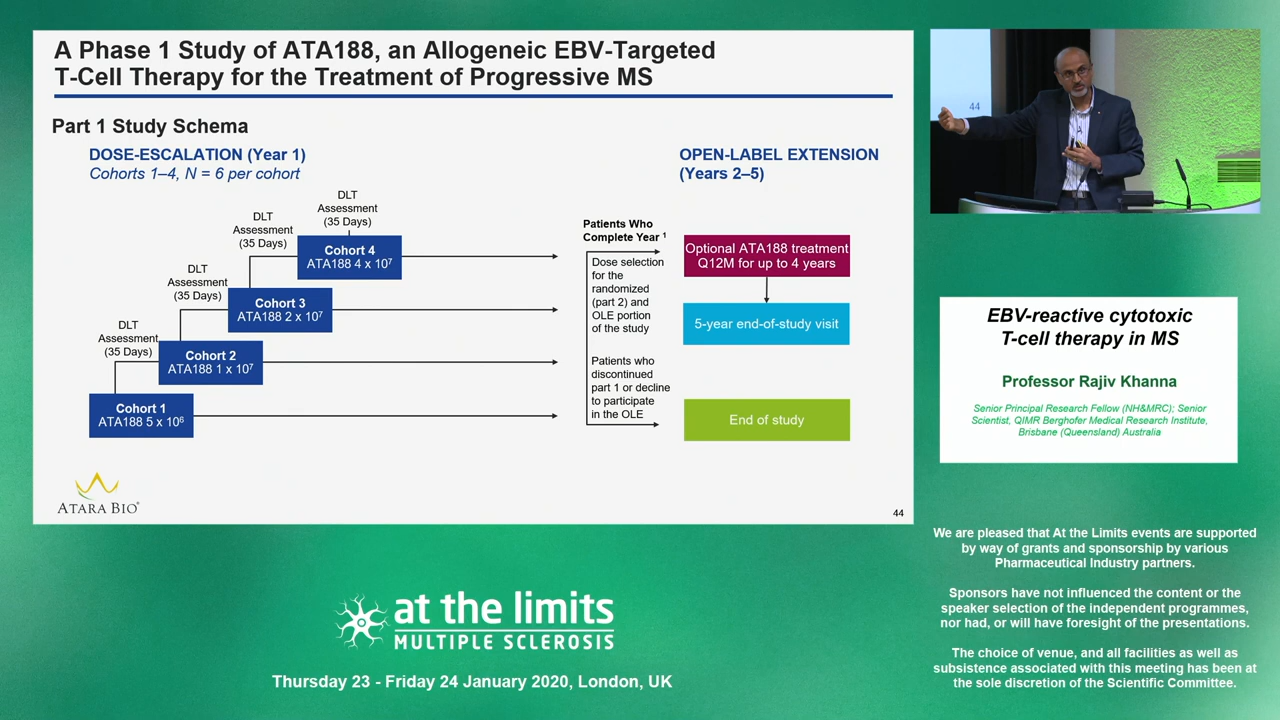 A Phase 1 Study of ATA188, an Allogeneic EBV-Targeted
T-Cell Therapy for the Treatment of Progressive MS
Part 1 Study Schema
DOSE-ESCALATION (Year 1)
Cohorts 1–4, N = 6 per cohort
OPEN-LABEL EXTENSION
(Years 2–5)
DLT
Assessment
(35 Days)
Cohort 4
ATA188 4 x 10⁷
DLT
Assessment
(35 Days)
Cohort 3
ATA188 2 x 10⁷
DLT
Assessment
(35 Days)
Cohort 2
ATA188 1 x 10⁷
DLT
Assessment
(35 Days)
Cohort 1
ATA188 5 x 10⁶
Patients Who
Complete Year ¹
Dose selection
for the
randomized
(part 2) and
OLE portion
of the study
Patients who
discontinued
part 1 or decline
to participate
in the OLE
Optional ATA188 treatment
Q12M for up to 4 years
5-year end-of-study visit
End of study
ATARA BIO®
44
44
EBV-reactive cytotoxic
T-cell therapy in MS
Professor Rajiv Khanna
Senior Principal Research Fellow (NH&MRC); Senior
Scientist, QIMR Berghofer Medical Research Institute,
Brisbane (Queensland) Australia
We are pleased that At the Limits events are supported
by way of grants and sponsorship by various
Pharmaceutical Industry partners.
Sponsors have not influenced the content or the
speaker selection of the independent programmes,
nor had, or will have foresight of the presentations.
The choice of venue, and all facilities as well as
subsistence associated with this meeting has been at
the sole discretion of the Scientific Committee.
at the limits
MULTIPLE SCLEROSIS
Thursday 23 - Friday 24 January 2020, London, UK